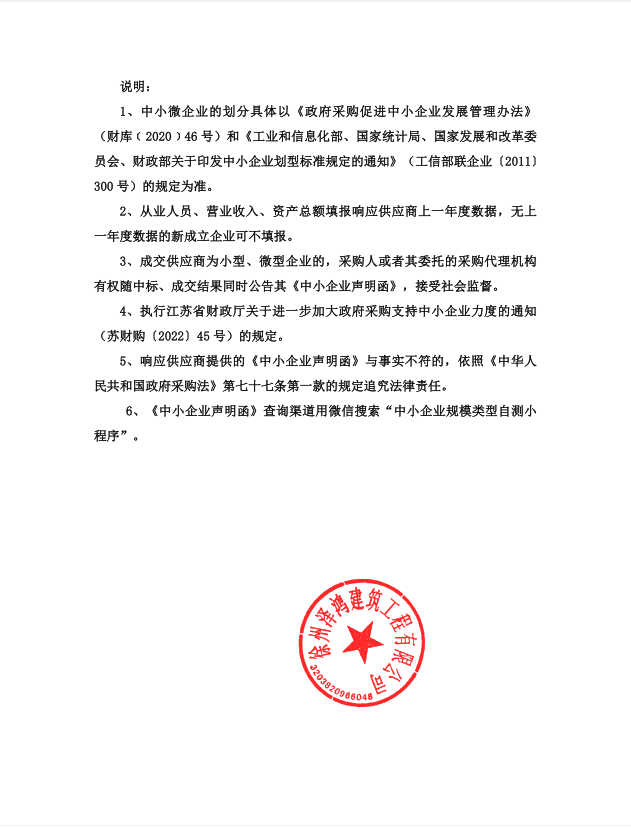 说明：
1、中小微企业的划分具体以《政府采购促进中小企业发展管理办法》
（财库﹝2020﹞46 号）和《工业和信息化部、国家统计局、国家发展和改革委
员会、财政部关于印发中小企业划型标准规定的通知》（工信部联企业〔2011〕
300 号）的规定为准。
2、从业人员、营业收入、资产总额填报响应供应商上一年度数据，无上
一年度数据的新成立企业可不填报。
3、成交供应商为小型、微型企业的，采购人或者其委托的采购代理机构
有权随中标、成交结果同时公告其《中小企业声明函》，接受社会监督。
4、执行江苏省财政厅关于进一步加大政府采购支持中小企业力度的通知
（苏财购〔2022〕45 号）的规定。
5、响应供应商提供的《中小企业声明函》与事实不符的，依照《中华人
民共和国政府采购法》第七十七条第一款的规定追究法律责任。
6、《中小企业声明函》查询渠道用微信搜索“中小企业规模类型自测小
程序”。
徐州泽鸿建筑工程有限公司
3203820966048